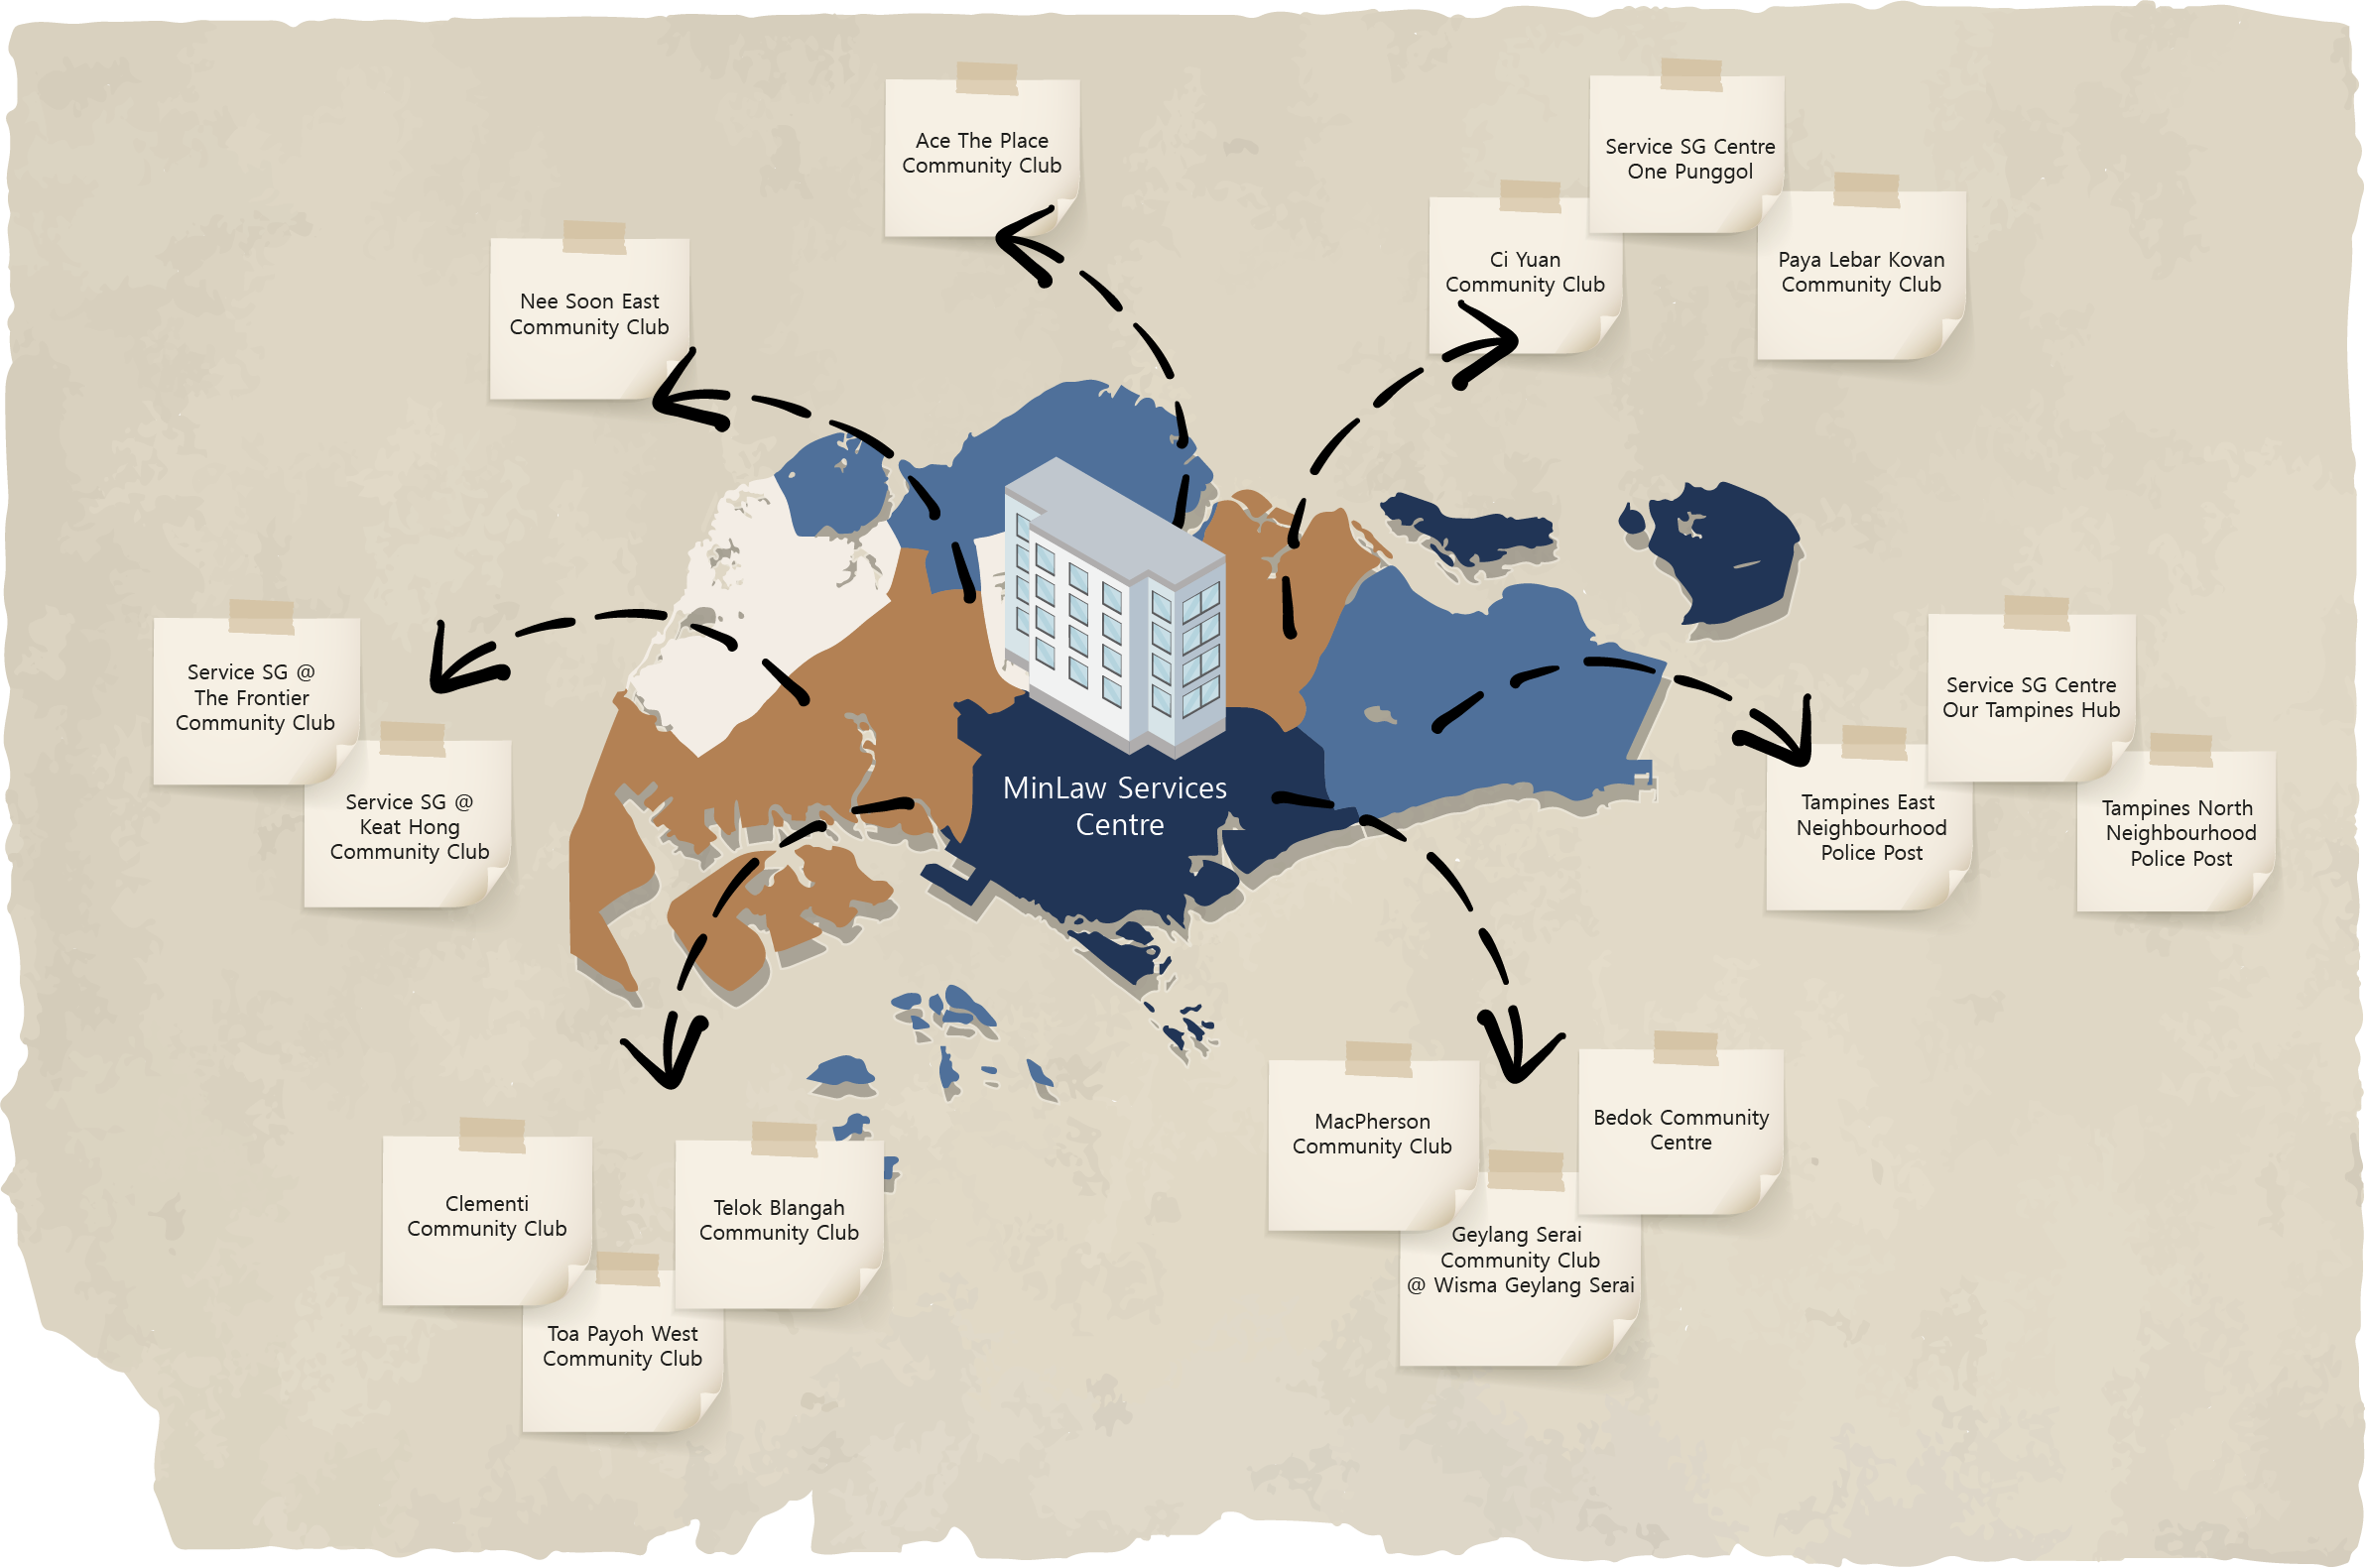 Ace The Place
Community Club
Service SG Centre
One Punggol
Ci Yuan
Community Club
Paya Lebar Kovan
Community Club
Nee Soon East
Community Club
Service SG @
The Frontier
Community Club
Service SG @
Keat Hong
Community Club
MinLaw Services
Centre
Service SG Centre
Our Tampines Hub
Tampines East
Neighbourhood
Police Post
Tampines North
Neighbourhood
Police Post
Clementi
Community Club
Telok Blangah
Community Club
Toa Payoh West
Community Club
MacPherson
Community Club
Bedok Community
Centre
Geylang Serai
Community Club
@ Wisma Geylang Serai